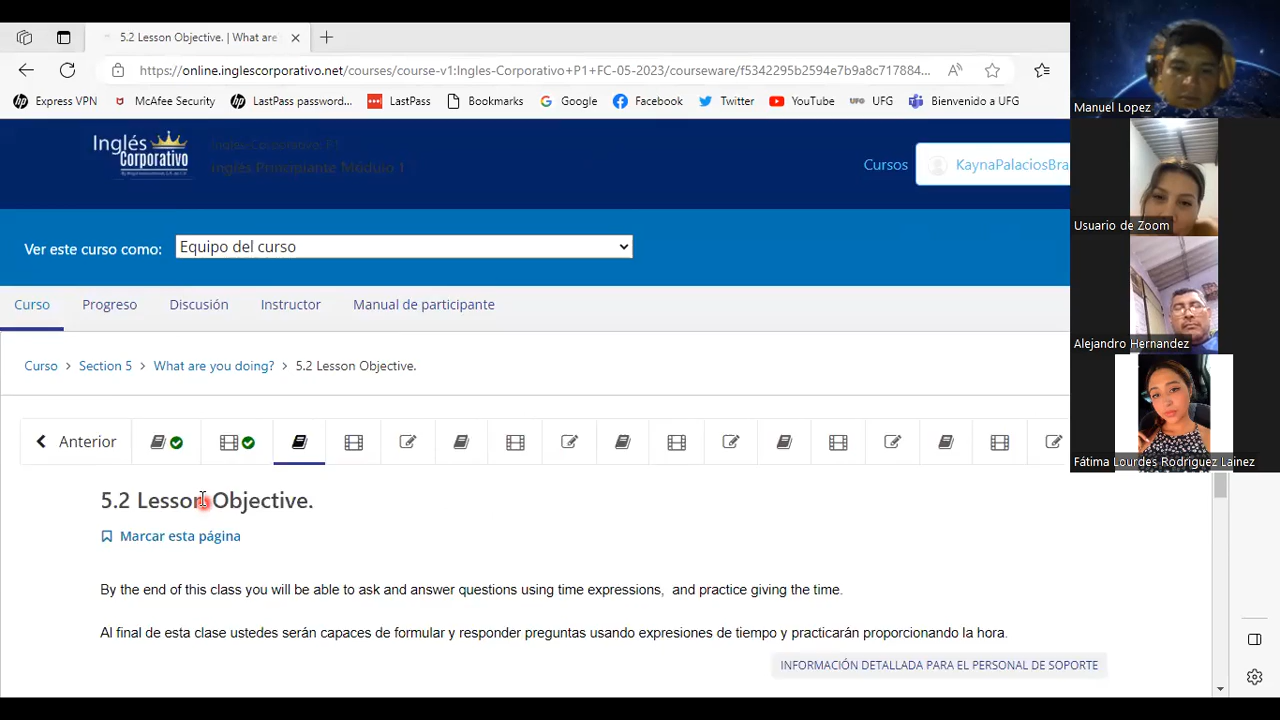 5.2 Lesson Objective. | What are
https://online.inglescorporativo.net/courses/course-v1:Ingles-Corporativo+P1+FC-05-2023/courseware/f5342295b2594e7b9a8c717884...
Express VPN
McAfee Security
LastPass password...
LastPass
Bookmarks
Google
Facebook
Twitter
YouTube
UFG
Bienvenido a UFG
Inglés
Corporativo
Ingles-Corporativo: P1
Inglés Principiante Módulo 1
Cursos
KaynaPalaciosBra
Ver este curso como:
Equipo del curso
Curso
Progreso
Discusión
Instructor
Manual de participante
Curso > Section 5 > What are you doing? > 5.2 Lesson Objective.
Anterior
5.2 Lesson Objective.
Marcar esta página
By the end of this class you will be able to ask and answer questions using time expressions, and practice giving the time.
Al final de esta clase ustedes serán capaces de formular y responder preguntas usando expresiones de tiempo y practicarán proporcionando la hora.
INFORMACIÓN DETALLADA PARA EL PERSONAL DE SOPORTE
Manuel Lopez
Usuario de Zoom
Alejandro Hernandez
Fátima Lourdes Rodriguez Lainez